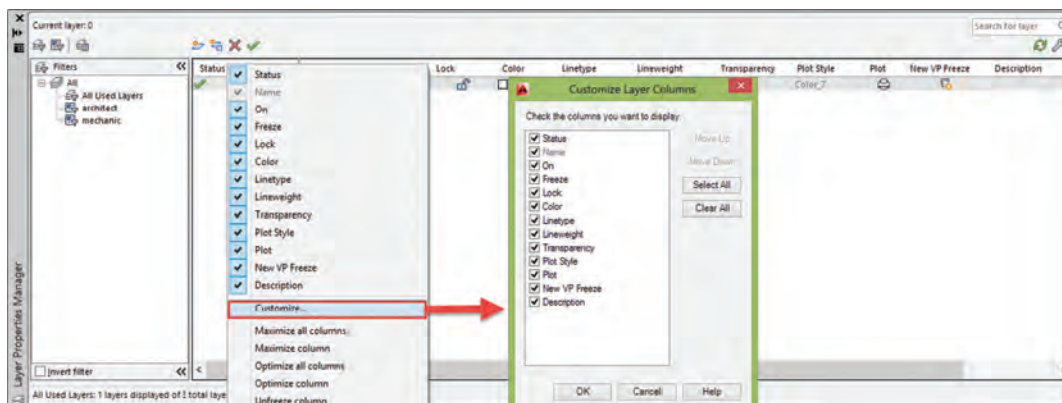 Current layer: 0
Search for layer
Filters
All
All Used Layers
architect
mechanic
Invert filter
Layer Properties Manager
Status Lock Color Linetype Lineweight Transparency Plot Style Plot New VP Freeze Description
Color_7
Status
Name
On
Freeze
Lock
Color
Linetype
Lineweight
Transparency
Plot Style
Plot
New VP Freeze
Description
Customize...
Maximize all columns
Maximize column
Optimize all columns
Optimize column
Unfreeze column
Customize Layer Columns
Check the columns you want to display
Status
Name
On
Freeze
Lock
Color
Linetype
Lineweight
Transparency
Plot Style
Plot
New VP Freeze
Description
Move Up
Move Down
Select All
Clear All
OK Cancel Help
All Used Layers: 1 layers displayed of 1 total laye